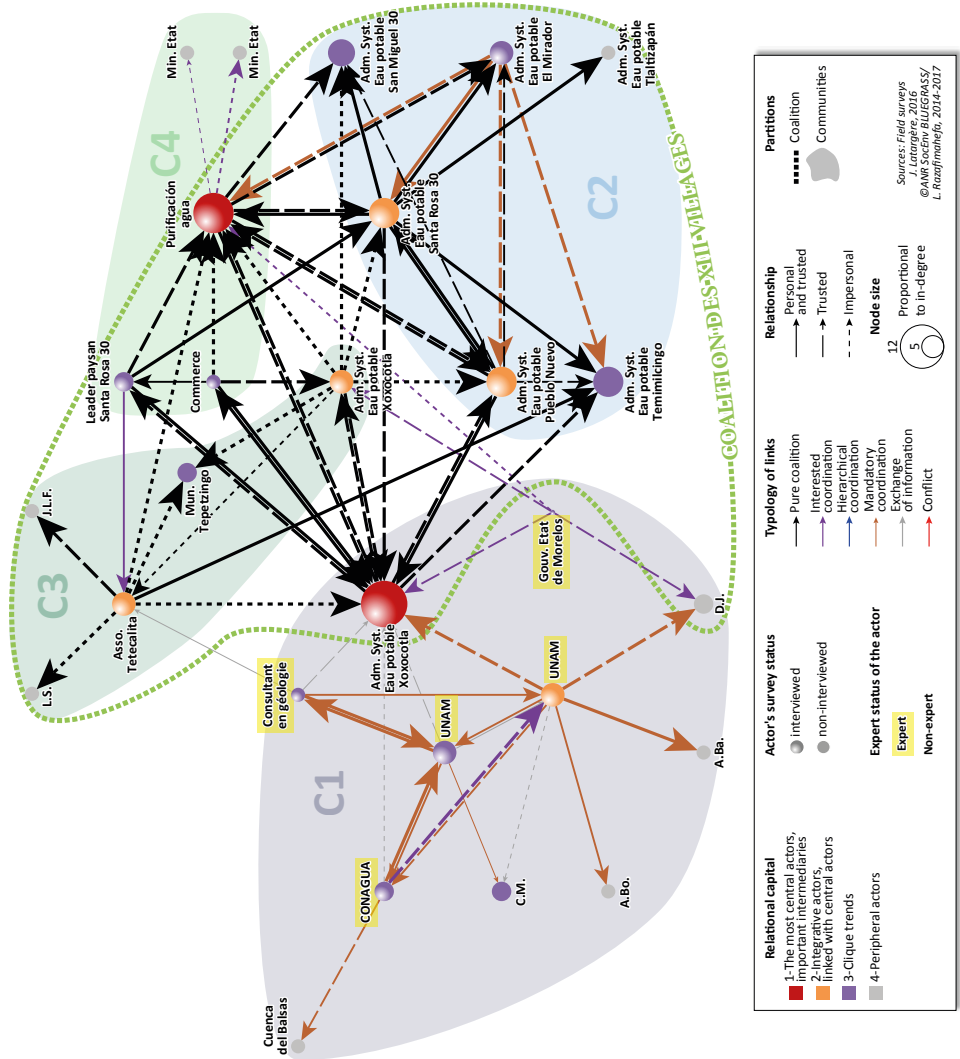 C4
Min. Etat
Min. Etat
Purificación
agua
Leader paysan
Santa Rosa 30
Commerce
C3
J.L.F.
L.S.
Asso.
Tetecalita
Mun.
Tepetzingo
Adm. Syst.
Eau potable
Xoxocotla
C2
Adm. Syst.
Eau potable
San Miguel 30
Adm. Syst.
Eau potable
El Mirador
Adm. Syst.
Eau potable
Tlaltizapán
Adm. Syst.
Eau potable
Santa Rosa 30
Adm. Syst.
Eau potable
Pueblo Nuevo
Adm. Syst.
Eau potable
Temimilcingo
COALITION DES XIII VILLAGES
C1
Adm. Syst.
Eau potable
Xoxocotla
Gouv. Etat
de Morelos
D.J.
Consultant
en geologie
UNAM
UNAM
CONAGUA
C.M.
A.Bo.
A.Ba.
Cuenca
del Balsas
Relational capital
1-The most central actors,
important intermediaries
2-Integrative actors,
linked with central actors
3-Clique trends
4-Peripheral actors
Actor's survey status
interviewed
non-interviewed
Expert status of the actor
Expert
Non-expert
Typology of links
Pure coalition
Interested
coordination
Hierarchical
coordination
Mandatory
coordination
Exchange
of information
Conflict
Relationship
Personal
and trusted
Trusted
Impersonal
Node size
12
5
Proportional
to in-degree
Partitions
Coalition
Communities
Sources: Field surveys
J. Latargère, 2016
©ANR SocEnv BLUEGRASS/
L. Razafimahefa, 2014-2017